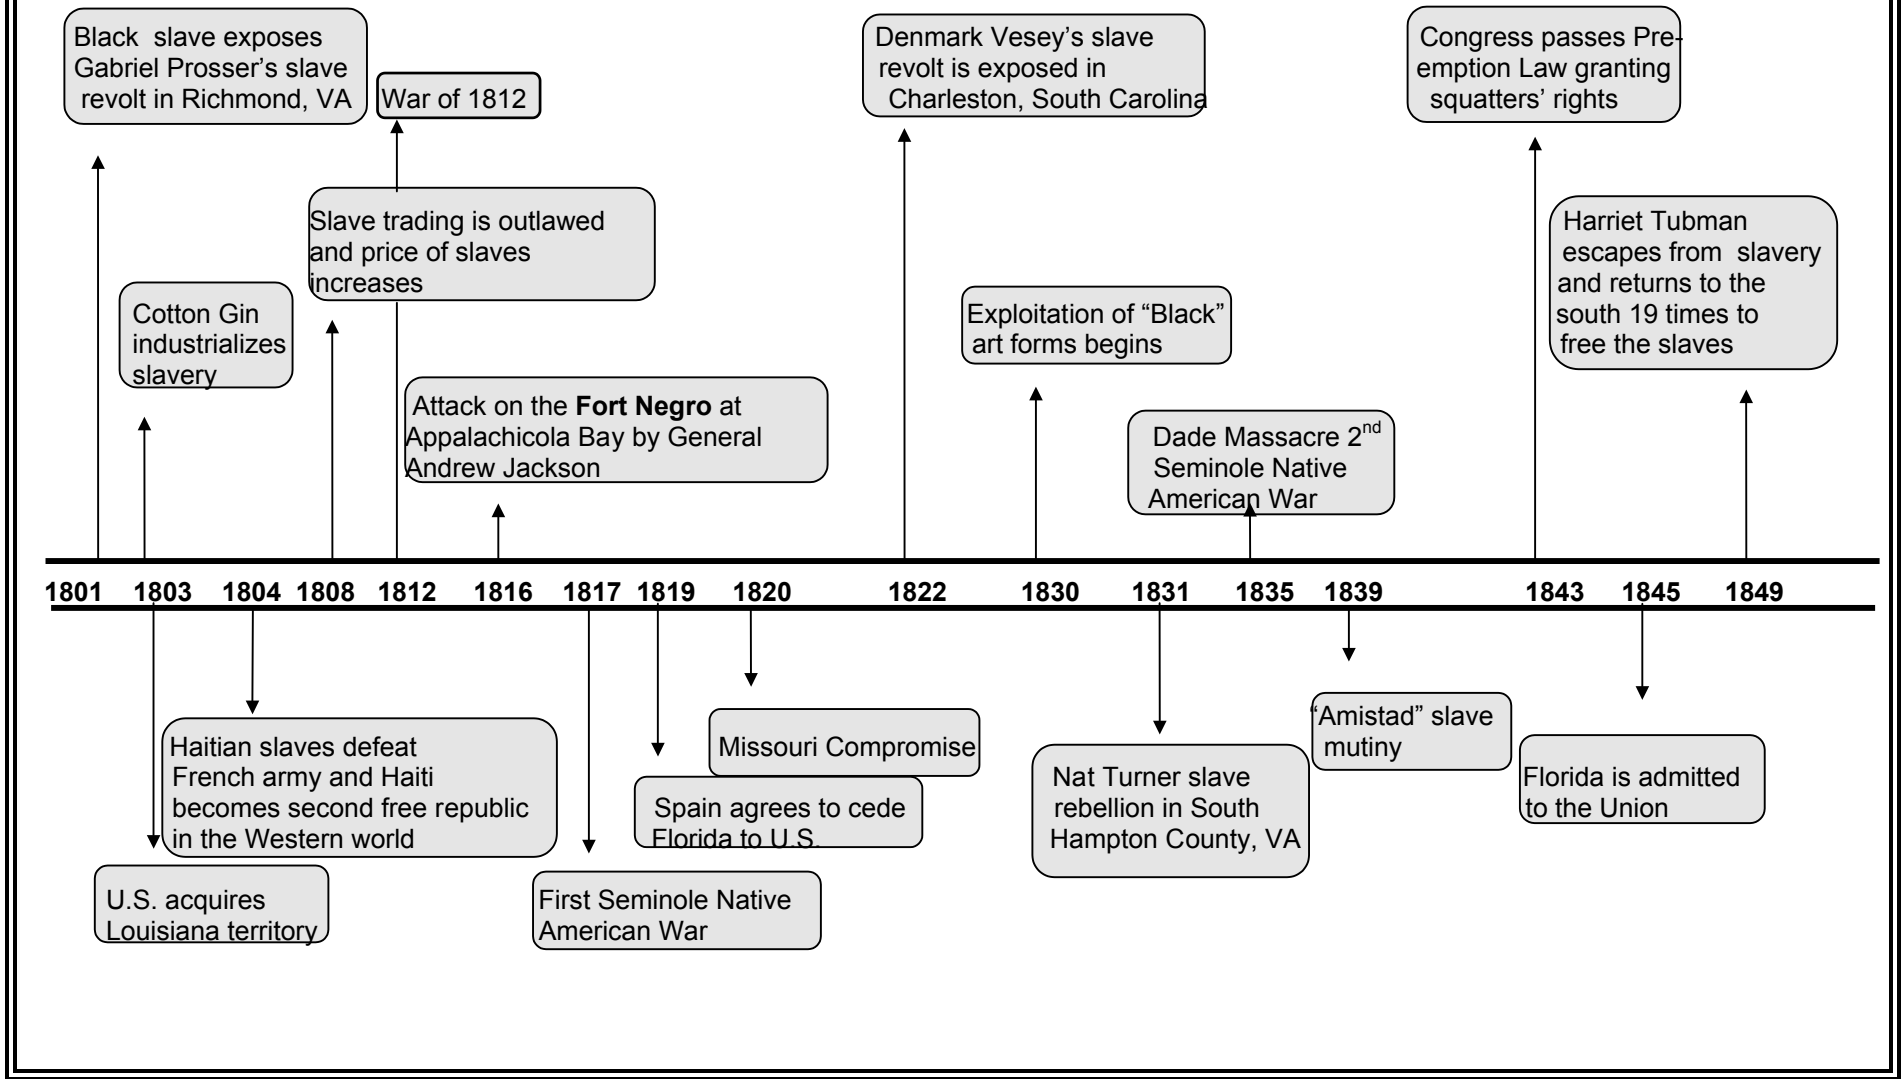 Black slave exposes
Gabriel Prosser’s slave
revolt in Richmond, VA
War of 1812
Denmark Vesey’s slave
revolt is exposed in
Charleston, South Carolina
Congress passes Pre-
emption Law granting
squatters’ rights
Slave trading is outlawed
and price of slaves
increases
Harriet Tubman
escapes from slavery
and returns to the
south 19 times to
free the slaves
Cotton Gin
industrializes
slavery
Exploitation of “Black”
art forms begins
Attack on the Fort Negro at
Appalachicola Bay by General
Andrew Jackson
Dade Massacre 2nd
Seminole Native
American War
1801 1803 1804 1808 1812 1816 1817 1819 1820 1822 1830 1831 1835 1839 1843 1845 1849
Haitian slaves defeat
French army and Haiti
becomes second free republic
in the Western world
Missouri Compromise
Spain agrees to cede
Florida to U.S.
Nat Turner slave
rebellion in South
Hampton County, VA
“Amistad” slave
mutiny
Florida is admitted
to the Union
U.S. acquires
Louisiana territory
First Seminole Native
American War